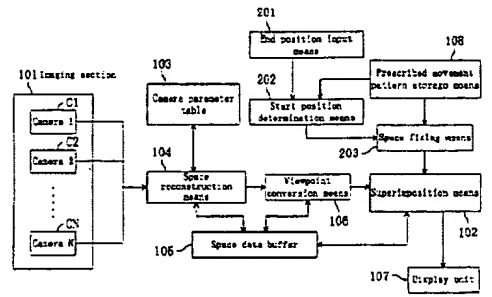 201
End position input
means
108
101 Imaging section
103
202
Prescribed movement
pattern storage means
C1
Camera 1
Camera parameter
table
Start position
determination means
C2
Camera 2
104
Space fixing means
203
Space
reconstruction
means
Viewpoint
conversion means
106
Superimposition means
102
CN
Camera N
105
Space data buffer
107
Display unit